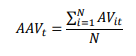 AAV_t = \frac{\sum_{i=1}^{N} AV_{it}}{N}